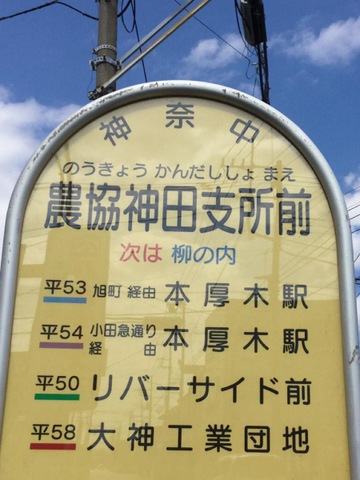 神奈中
のうきょう かんだししょ まえ
農協神田支所前
次は 柳の内
平53 旭町 経由 本厚木駅
平54 小田急通り 経由 本厚木駅
平50 リバーサイド前
平58 大神工業団地